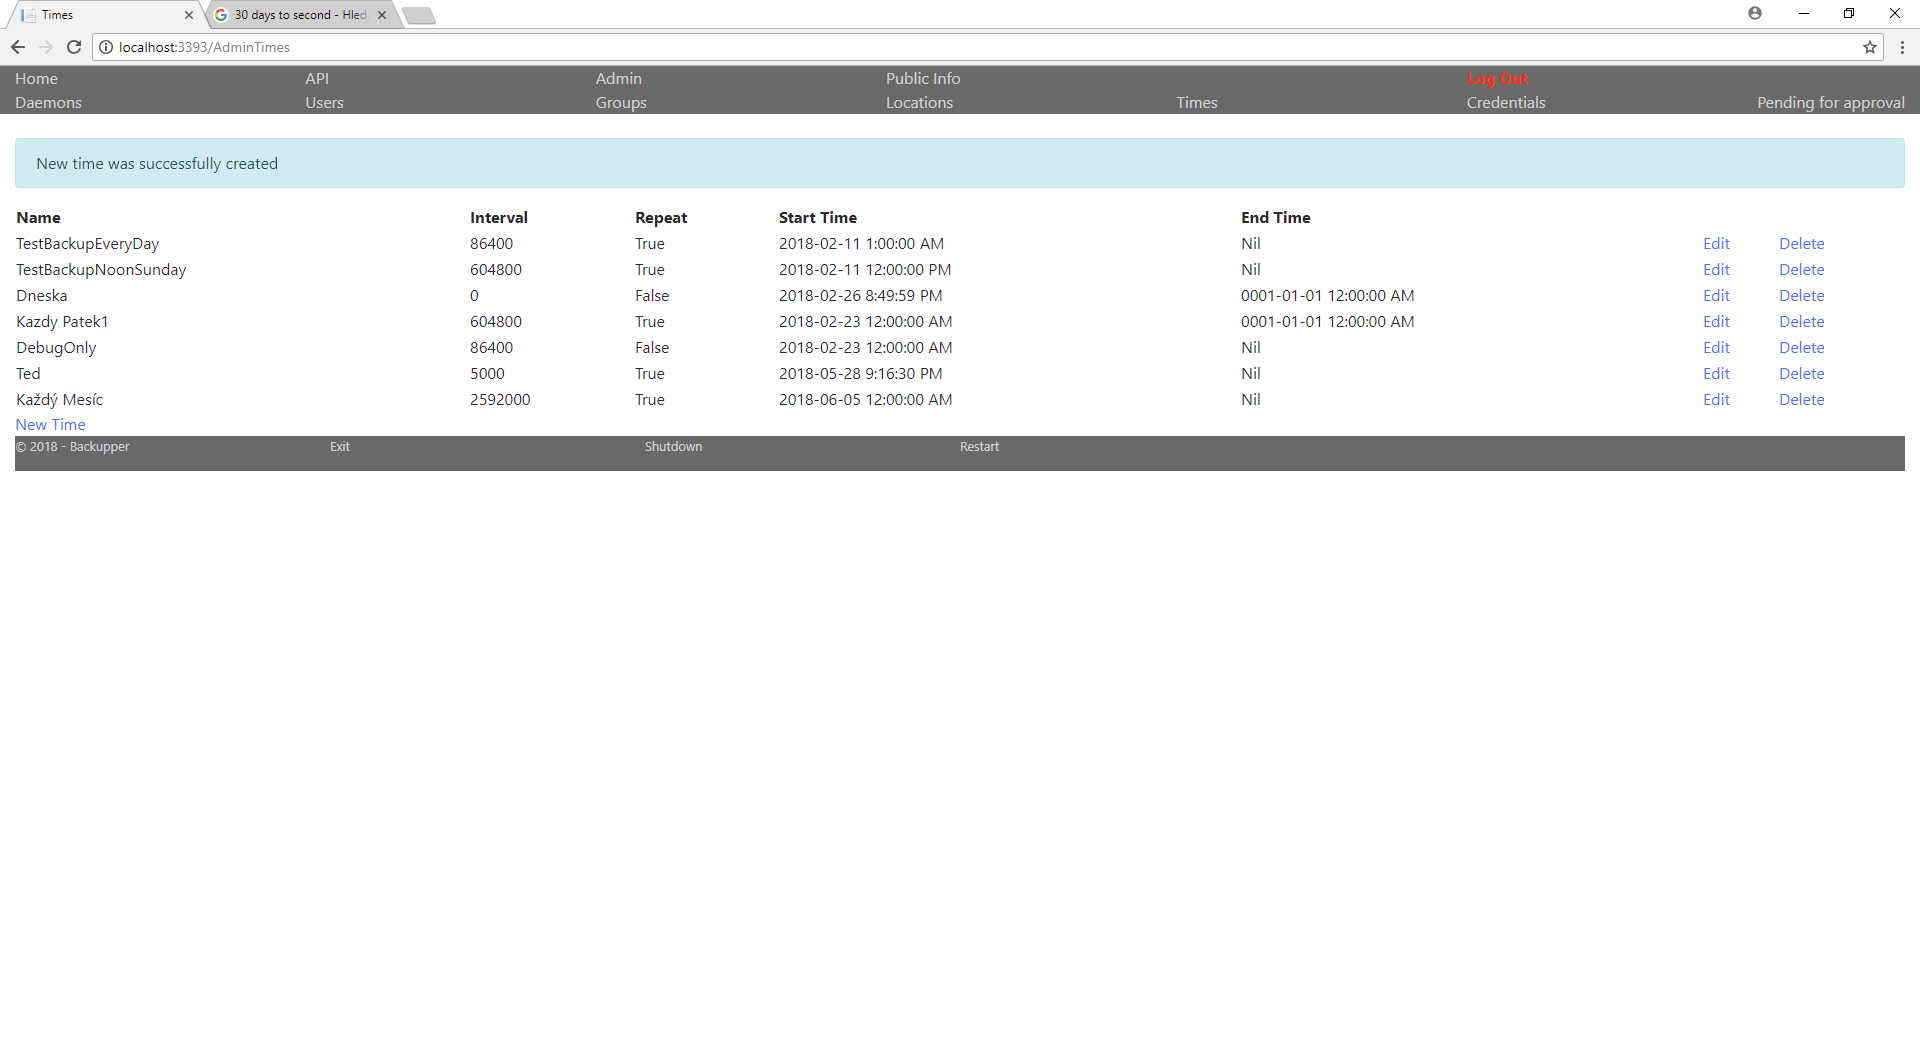 Times
30 days to second - Hled
localhost:3393/AdminTimes
Home API Admin Public Info Log Out
Daemons Users Groups Locations Times Credentials Pending for approval
New time was successfully created
Name Interval Repeat Start Time End Time
TestBackupEveryDay 86400 True 2018-02-11 1:00:00 AM Nil Edit Delete
TestBackupNoonSunday 604800 True 2018-02-11 12:00:00 PM Nil Edit Delete
Dneska 0 False 2018-02-26 8:49:59 PM 0001-01-01 12:00:00 AM Edit Delete
Kazdy Patek1 604800 True 2018-02-23 12:00:00 AM 0001-01-01 12:00:00 AM Edit Delete
DebugOnly 86400 False 2018-02-23 12:00:00 AM Nil Edit Delete
Ted 5000 True 2018-05-28 9:16:30 PM Nil Edit Delete
Každý Mesíc 2592000 True 2018-06-05 12:00:00 AM Nil Edit Delete
New Time
© 2018 - Backupper Exit Shutdown Restart